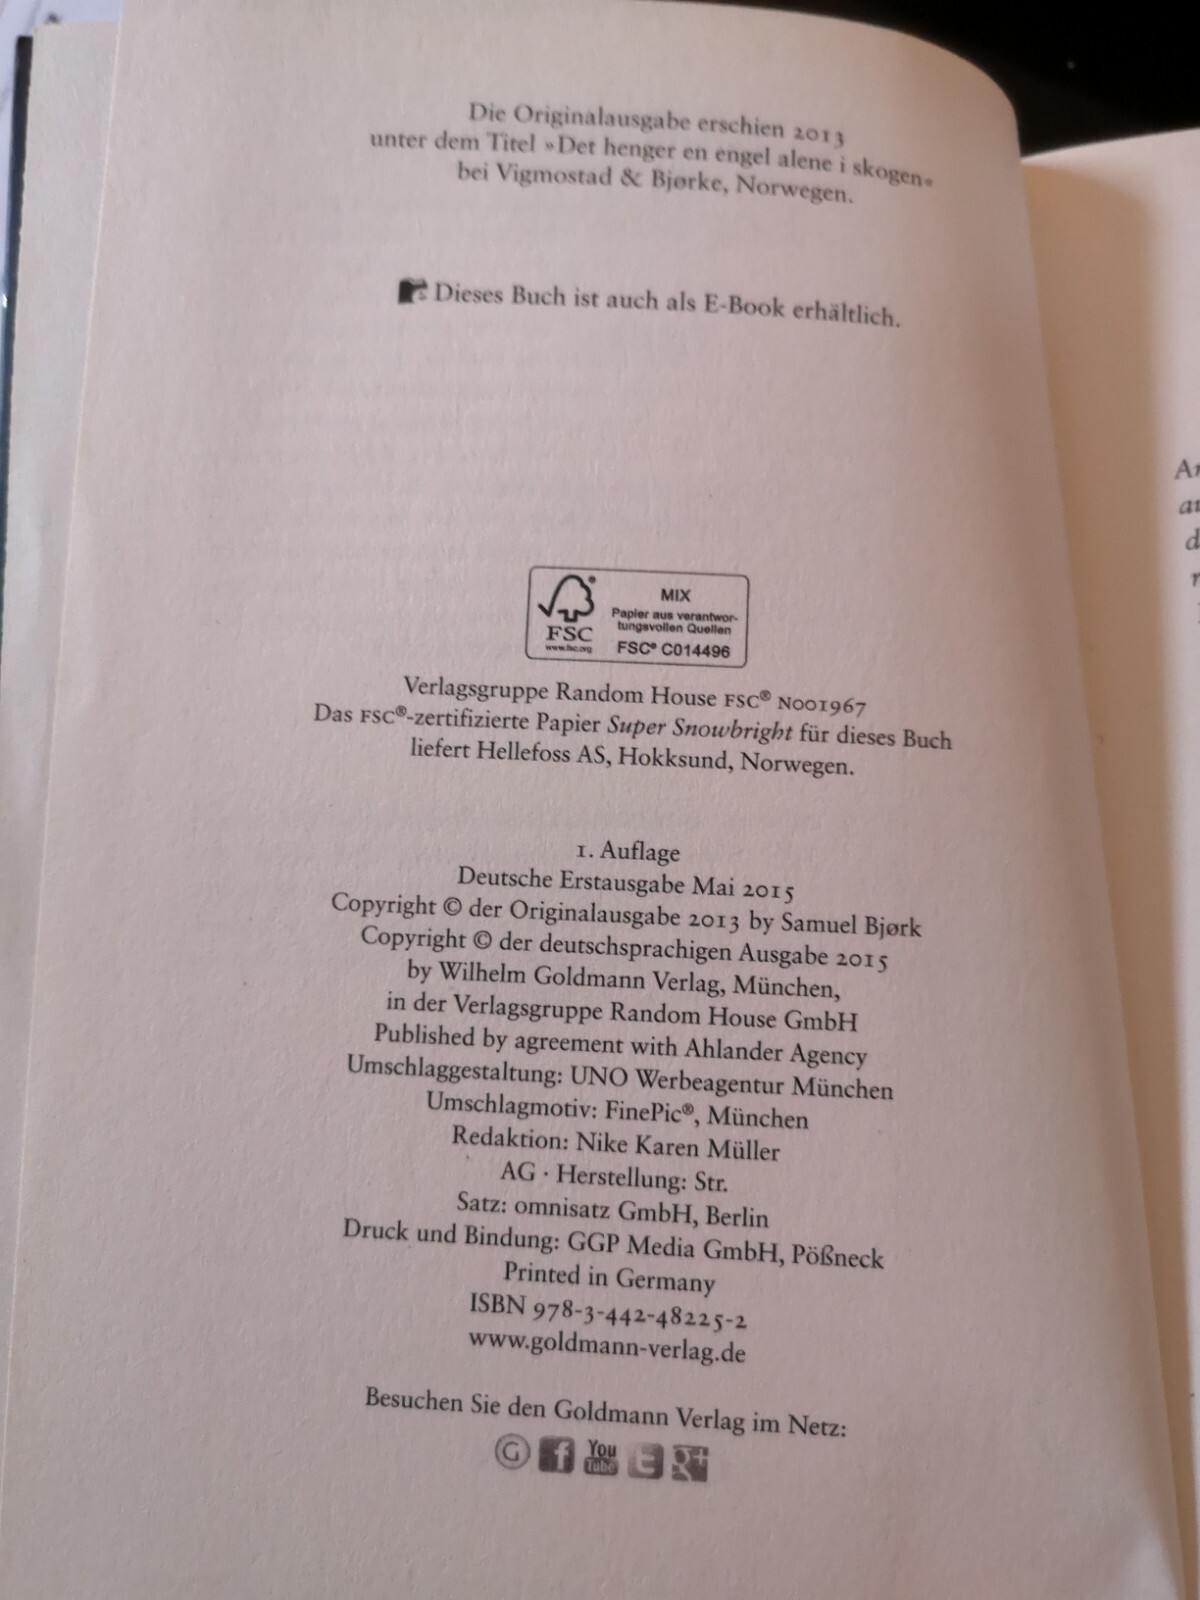 Die Originalausgabe erschien 2013
unter dem Titel »Det henger en engel alene i skogen«
bei Vigmostad & Bjørke, Norwegen.
Dieses Buch ist auch als E-Book erhältlich.
FSC
www.fsc.org
MIX
Papier aus verantwor-
tungsvollen Quellen
FSC® C014496
Verlagsgruppe Random House FSC® N001967
Das FSC®-zertifizierte Papier Super Snowbright für dieses Buch
liefert Hellefoss AS, Hokksund, Norwegen.
1. Auflage
Deutsche Erstausgabe Mai 2015
Copyright © der Originalausgabe 2013 by Samuel Bjørk
Copyright © der deutschsprachigen Ausgabe 2015
by Wilhelm Goldmann Verlag, München,
in der Verlagsgruppe Random House GmbH
Published by agreement with Ahlander Agency
Umschlaggestaltung: UNO Werbeagentur München
Umschlagmotiv: FinePic®, München
Redaktion: Nike Karen Müller
AG · Herstellung: Str.
Satz: omnisatz GmbH, Berlin
Druck und Bindung: GGP Media GmbH, Pößneck
Printed in Germany
ISBN 978-3-442-48225-2
www.goldmann-verlag.de
Besuchen Sie den Goldmann Verlag im Netz:
G f You Tube t g+